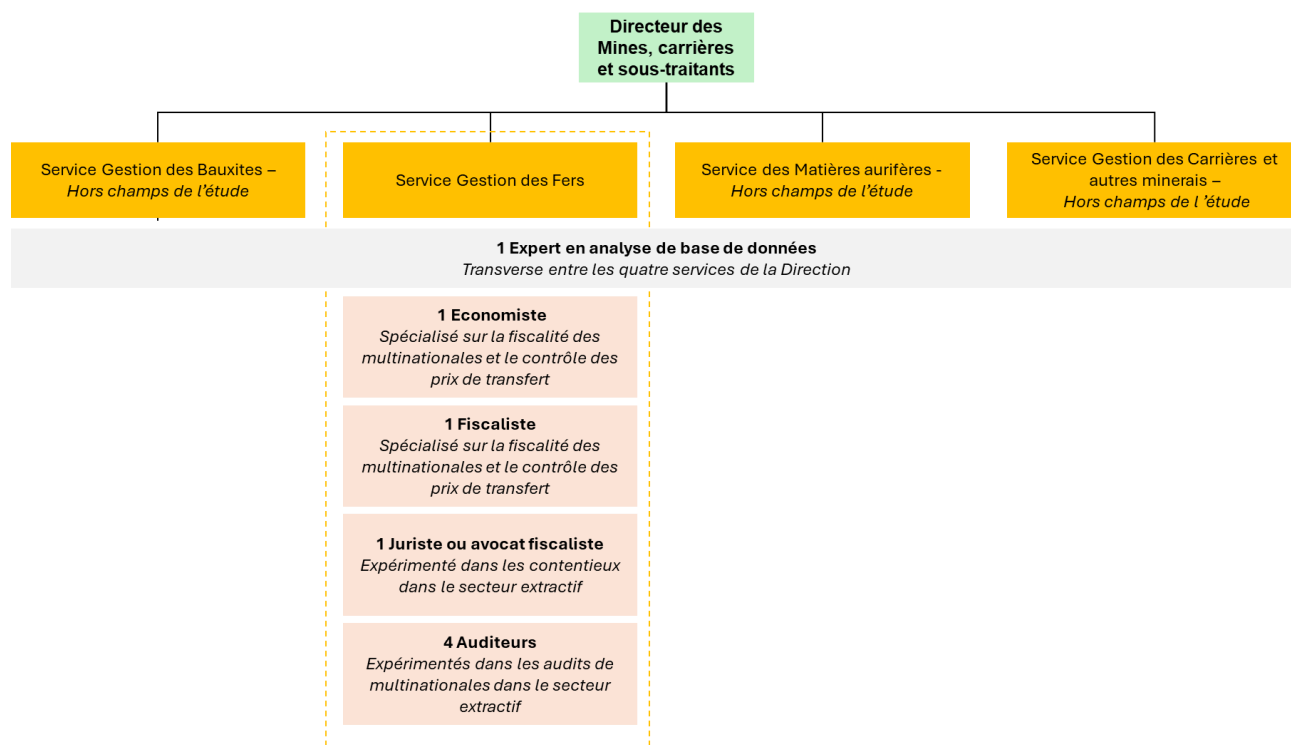 Directeur des
Mines, carrières
et sous-traitants
Service Gestion des Bauxites –
Hors champs de l'étude
Service Gestion des Fers
Service des Matières aurifères -
Hors champs de l'étude
Service Gestion des Carrières et
autres minerais –
Hors champs de l 'étude
1 Expert en analyse de base de données
Transverse entre les quatre services de la Direction
1 Economiste
Spécialisé sur la fiscalité des
multinationales et le contrôle des
prix de transfert
1 Fiscaliste
Spécialisé sur la fiscalité des
multinationales et le contrôle des
prix de transfert
1 Juriste ou avocat fiscaliste
Expérimenté dans les contentieux
dans le secteur extractif
4 Auditeurs
Expérimentés dans les audits de
multinationales dans le secteur
extractif